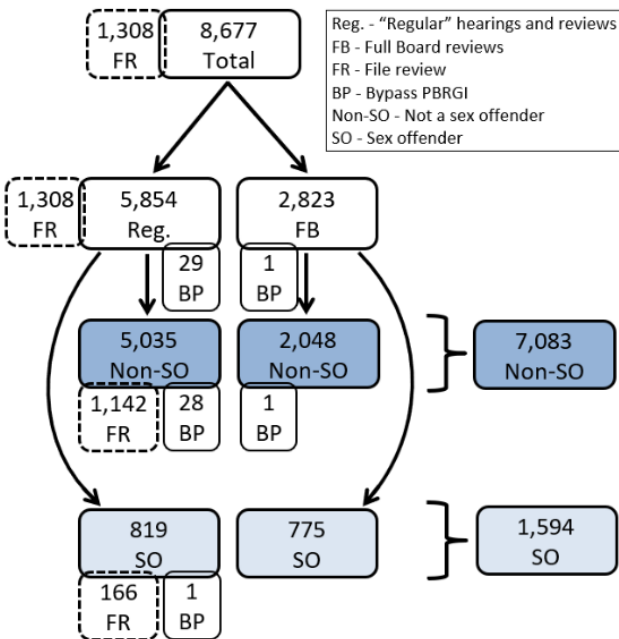 1,308
FR
8,677
Total
Reg. - “Regular” hearings and reviews
FB - Full Board reviews
FR - File review
BP - Bypass PBRGI
Non-SO - Not a sex offender
SO - Sex offender
1,308
FR
5,854
Reg.
2,823
FB
29
BP
1
BP
5,035
Non-SO
2,048
Non-SO
7,083
Non-SO
1,142
FR
28
BP
1
BP
819
SO
775
SO
1,594
SO
166
FR
1
BP